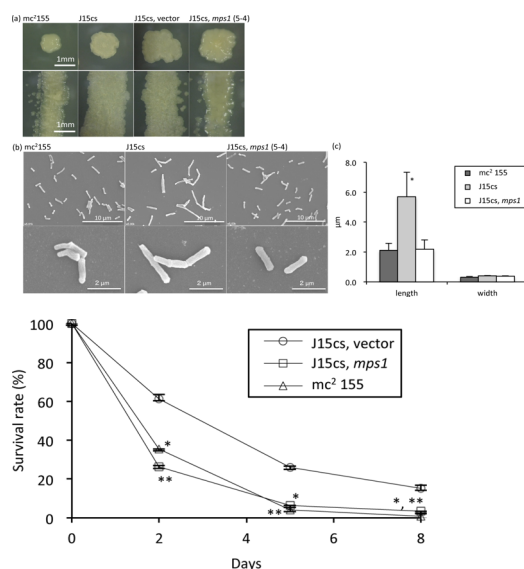 (a) mc²155 J15cs J15cs, vector J15cs, mps1 (5-4)
1mm
1mm
(b) mc²155 J15cs J15cs, mps1 (5-4)
10 µm 10 µm 10 µm
2 µm 2 µm 2 µm
(c)
8.0
6.0
4.0
2.0
0.0
µm
*
mc² 155
J15cs
J15cs, mps1
length width
100
80
60
40
20
0
Survival rate (%)
J15cs, vector
J15cs, mps1
mc² 155
*
**
*
**
*, **
0 2 4 6 8
Days